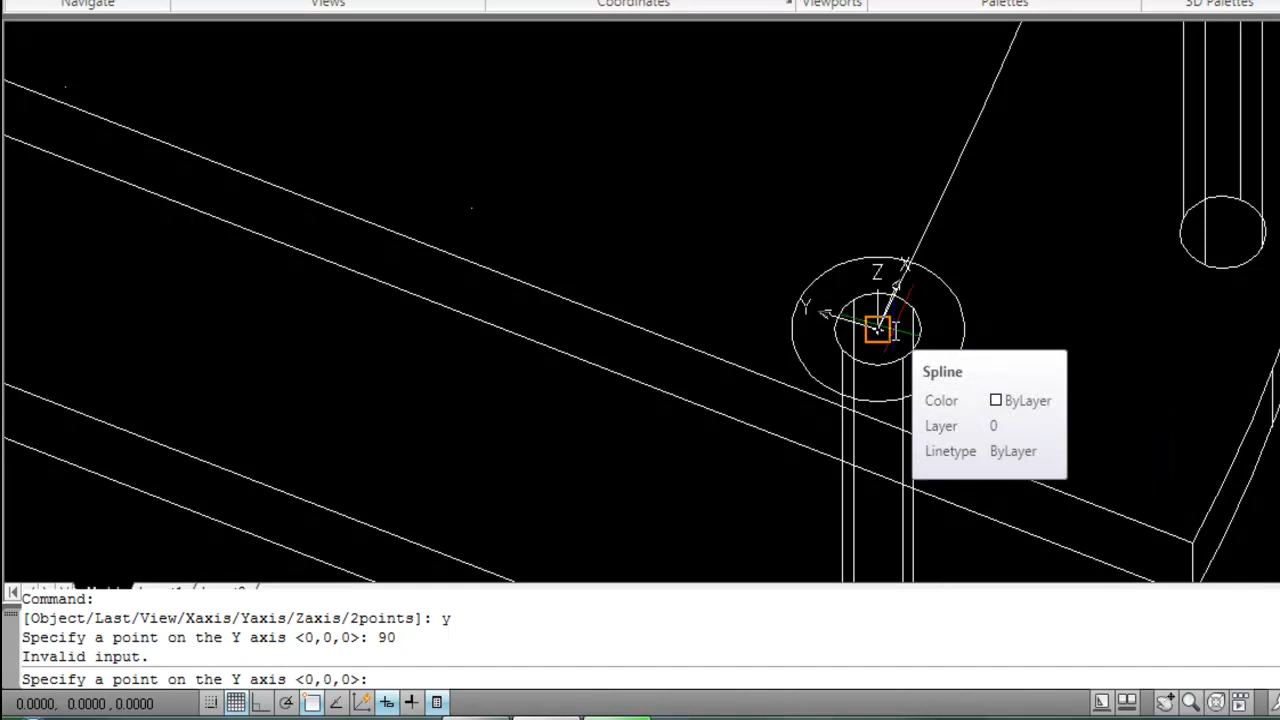 Navigate Views Coordinates Viewports Palettes 3D Palettes
X
Z
Y
Spline
Color ByLayer
Layer 0
Linetype ByLayer
Command:
[Object/Last/View/Xaxis/Yaxis/Zaxis/2points]: y
Specify a point on the Y axis <0,0,0>: 90
Invalid input.
Specify a point on the Y axis <0,0,0>:
0.0000, 0.0000 , 0.0000